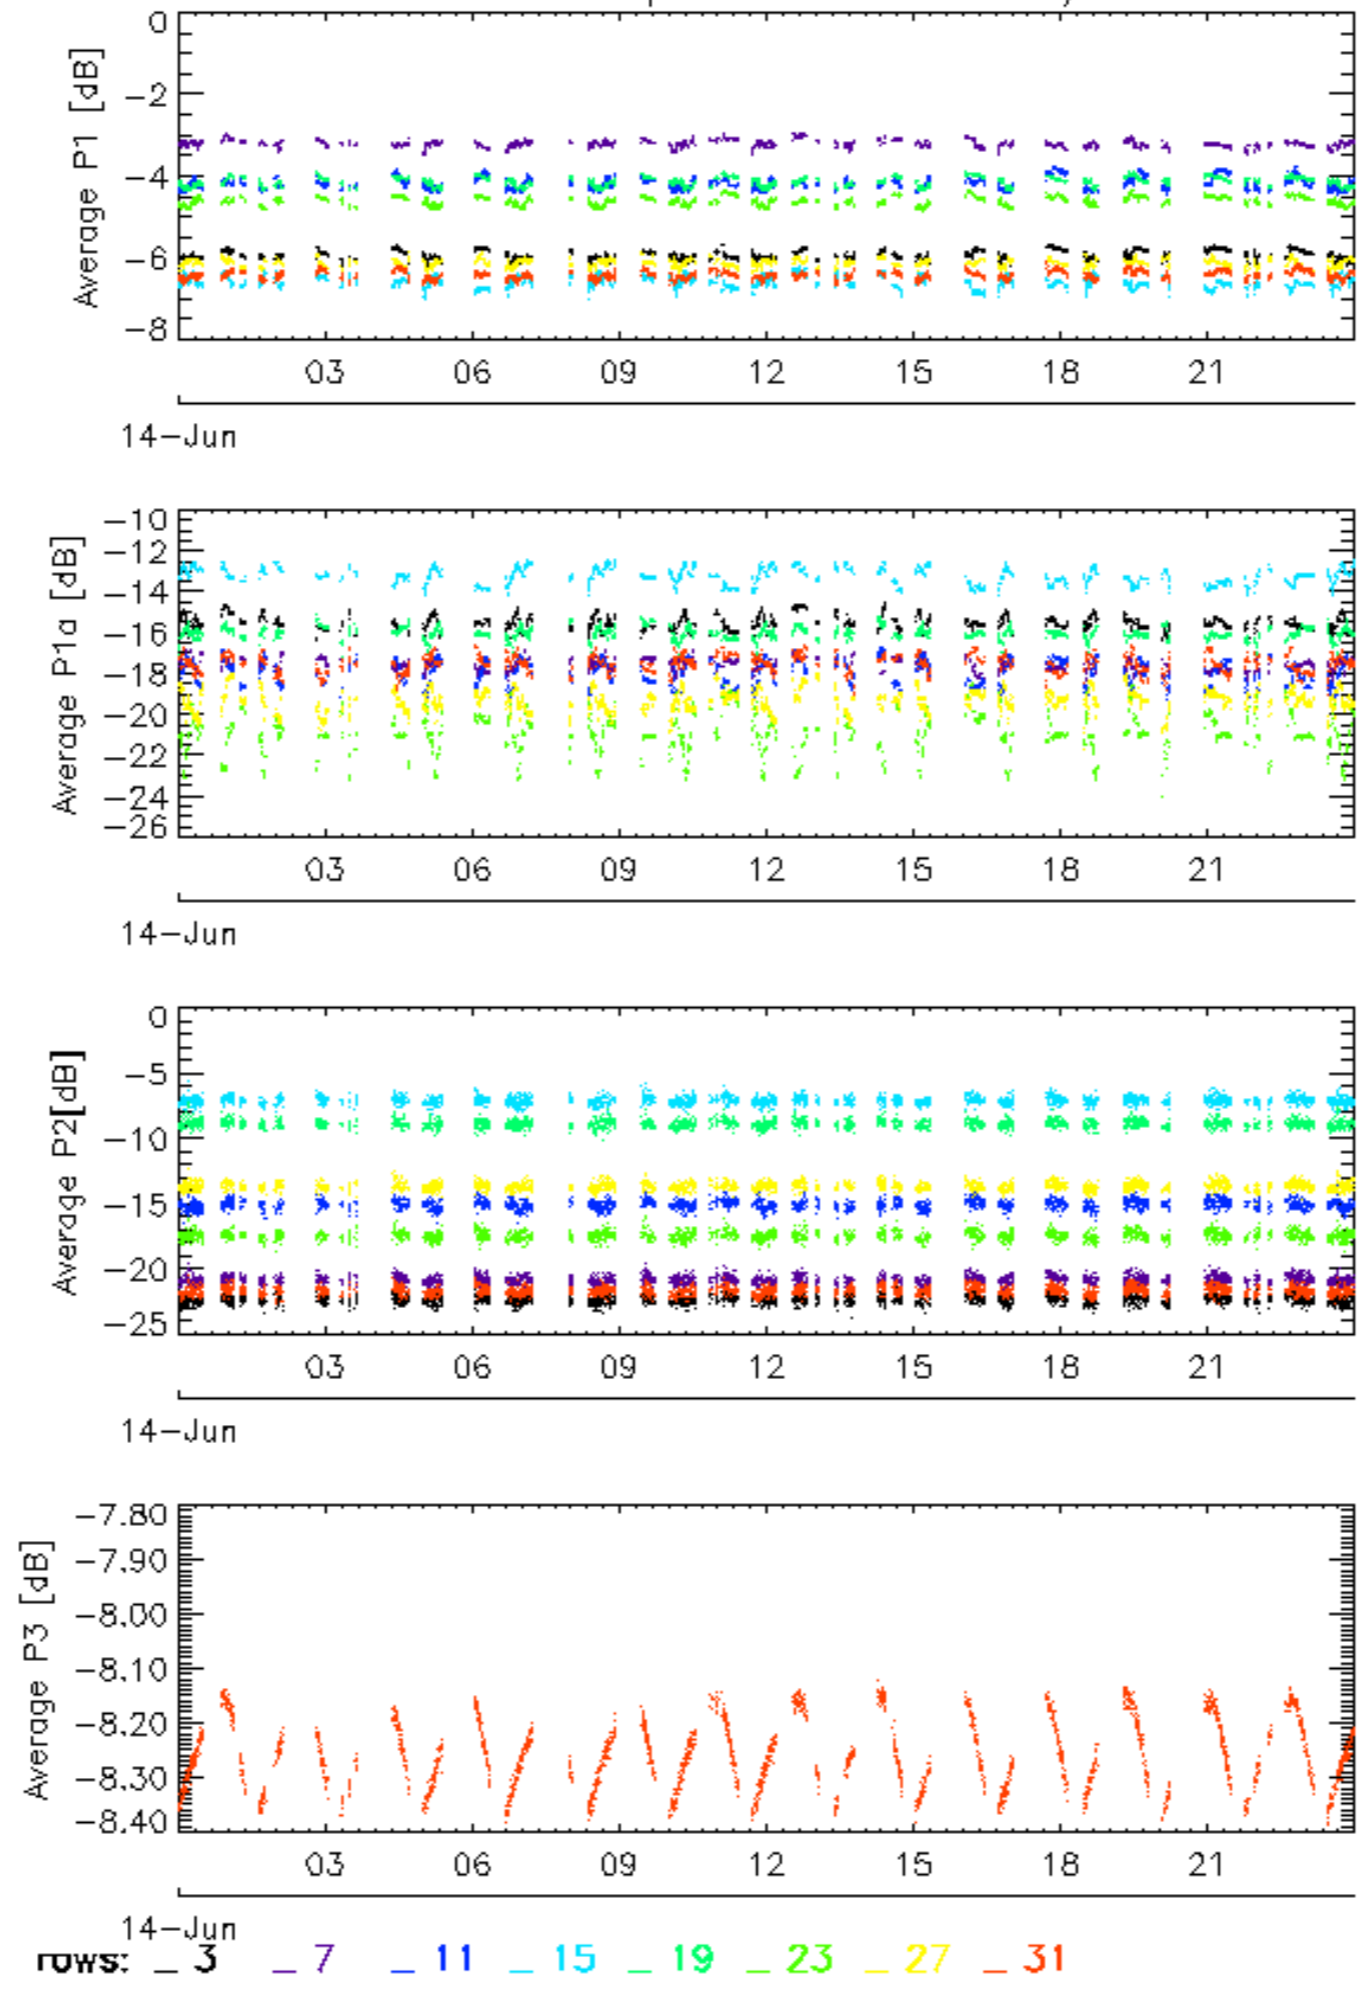 0
-2
-4
-6
-8
Average P1 [dB]
03 06 09 12 15 18 21
14-Jun
-10
-12
-14
-16
-18
-20
-22
-24
-26
Average P1a [dB]
03 06 09 12 15 18 21
14-Jun
0
-5
-10
-15
-20
-25
Average P2[dB]
03 06 09 12 15 18 21
14-Jun
-7.80
-7.90
-8.00
-8.10
-8.20
-8.30
-8.40
Average P3 [dB]
03 06 09 12 15 18 21
14-Jun
rows: _ 3 _ 7 _ 11 _ 15 _ 19 _ 23 _ 27 _ 31